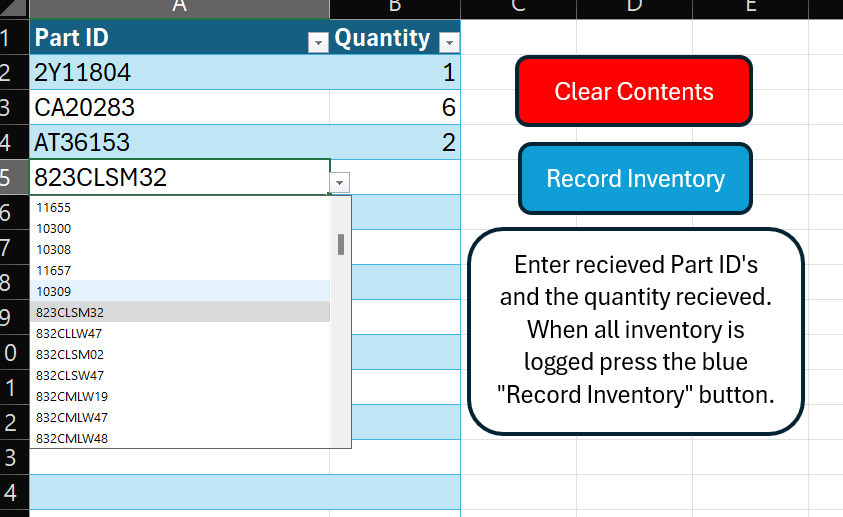 A B C D E
1 Part ID Quantity
2 2Y11804 1
3 CA20283 6
4 AT36153 2
5 823CLSM32
6
7
8
9
0
1
2
3
4
11655
10300
10308
11657
10309
823CLSM32
832CLLW47
832CLSM02
832CLSW47
832CMLW19
832CMLW47
832CMLW48
Clear Contents
Record Inventory
Enter recieved Part ID's
and the quantity recieved.
When all inventory is
logged press the blue
"Record Inventory" button.